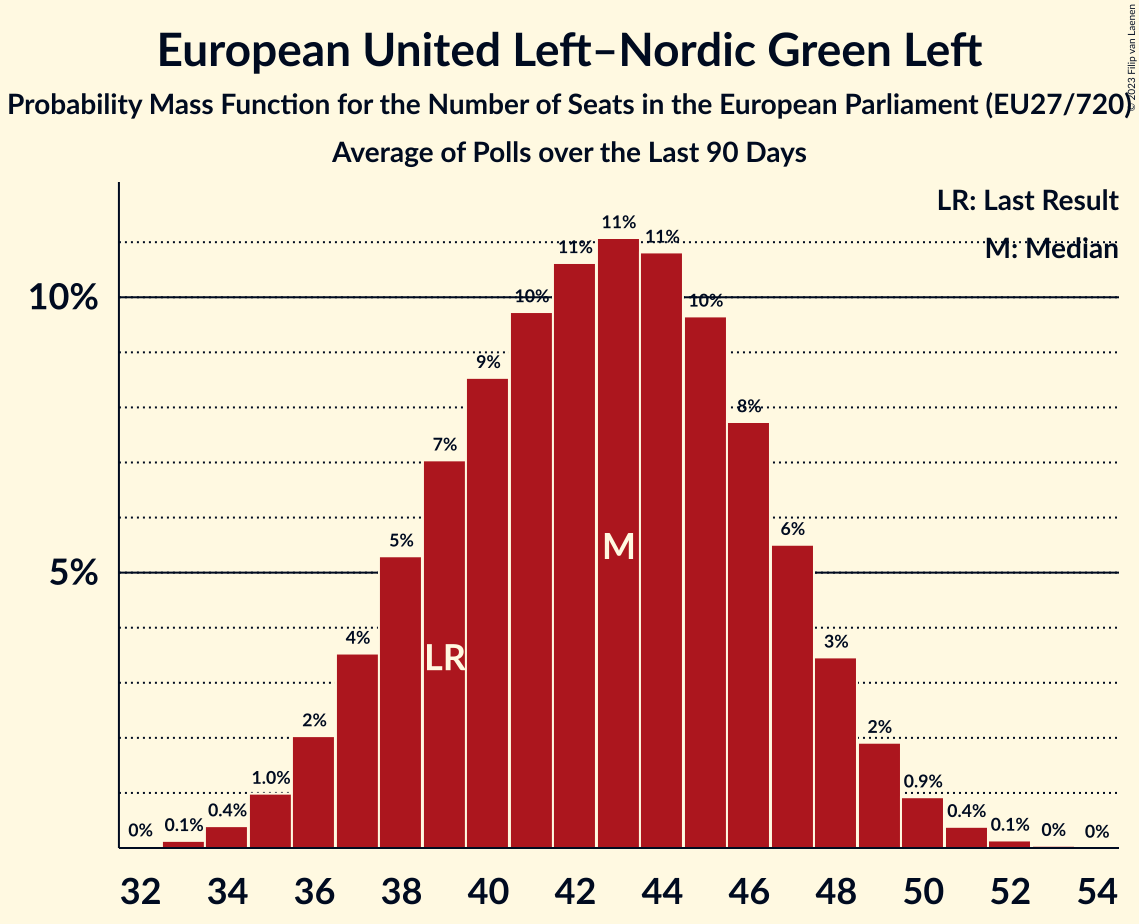 European United Left–Nordic Green Left
Probability Mass Function for the Number of Seats in the European Parliament (EU27/720)
Average of Polls over the Last 90 Days
© 2023 Filip van Laenen
LR: Last Result
M: Median
10%
5%
0% 0.1% 0.4% 1.0% 2% 4% 5% 7% 9% 10% 11% 11% 11% 10% 8% 6% 3% 2% 0.9% 0.4% 0.1% 0% 0%
LR M
32 34 36 38 40 42 44 46 48 50 52 54